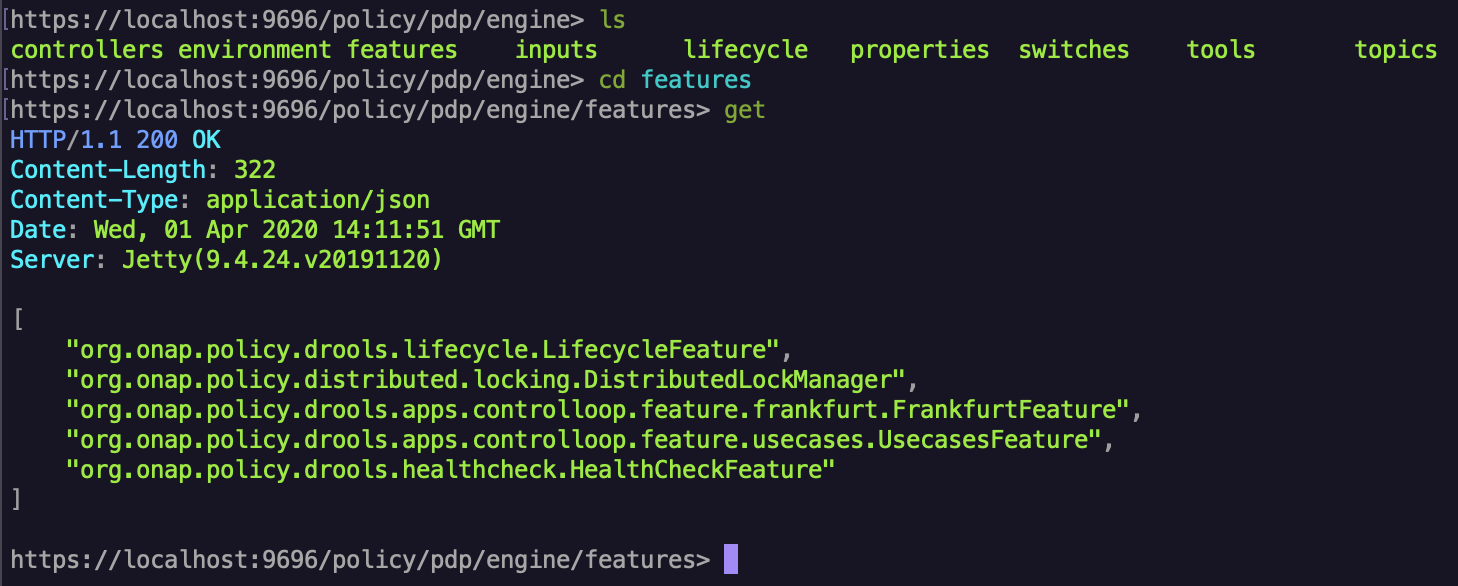 [https://localhost:9696/policy/pdp/engine> ls
controllers environment features    inputs      lifecycle   properties  switches    tools       topics
[https://localhost:9696/policy/pdp/engine> cd features
[https://localhost:9696/policy/pdp/engine/features> get
HTTP/1.1 200 OK
Content-Length: 322
Content-Type: application/json
Date: Wed, 01 Apr 2020 14:11:51 GMT
Server: Jetty(9.4.24.v20191120)

[
    "org.onap.policy.drools.lifecycle.LifecycleFeature",
    "org.onap.policy.distributed.locking.DistributedLockManager",
    "org.onap.policy.drools.apps.controlloop.feature.frankfurt.FrankfurtFeature",
    "org.onap.policy.drools.apps.controlloop.feature.usecases.UsecasesFeature",
    "org.onap.policy.drools.healthcheck.HealthCheckFeature"
]

https://localhost:9696/policy/pdp/engine/features>